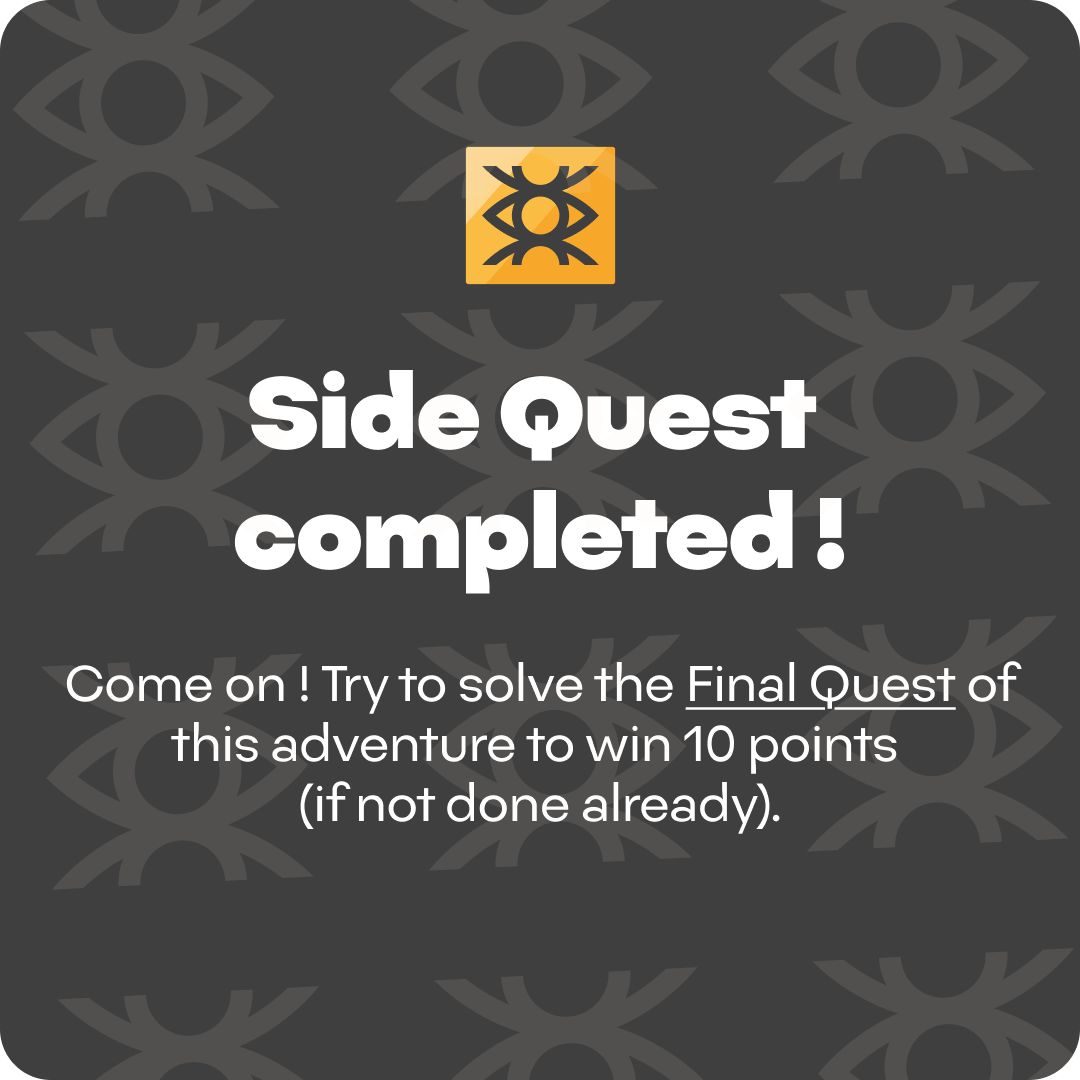 Side Quest
completed !
Come on ! Try to solve the Final Quest of
this adventure to win 10 points
(if not done already).